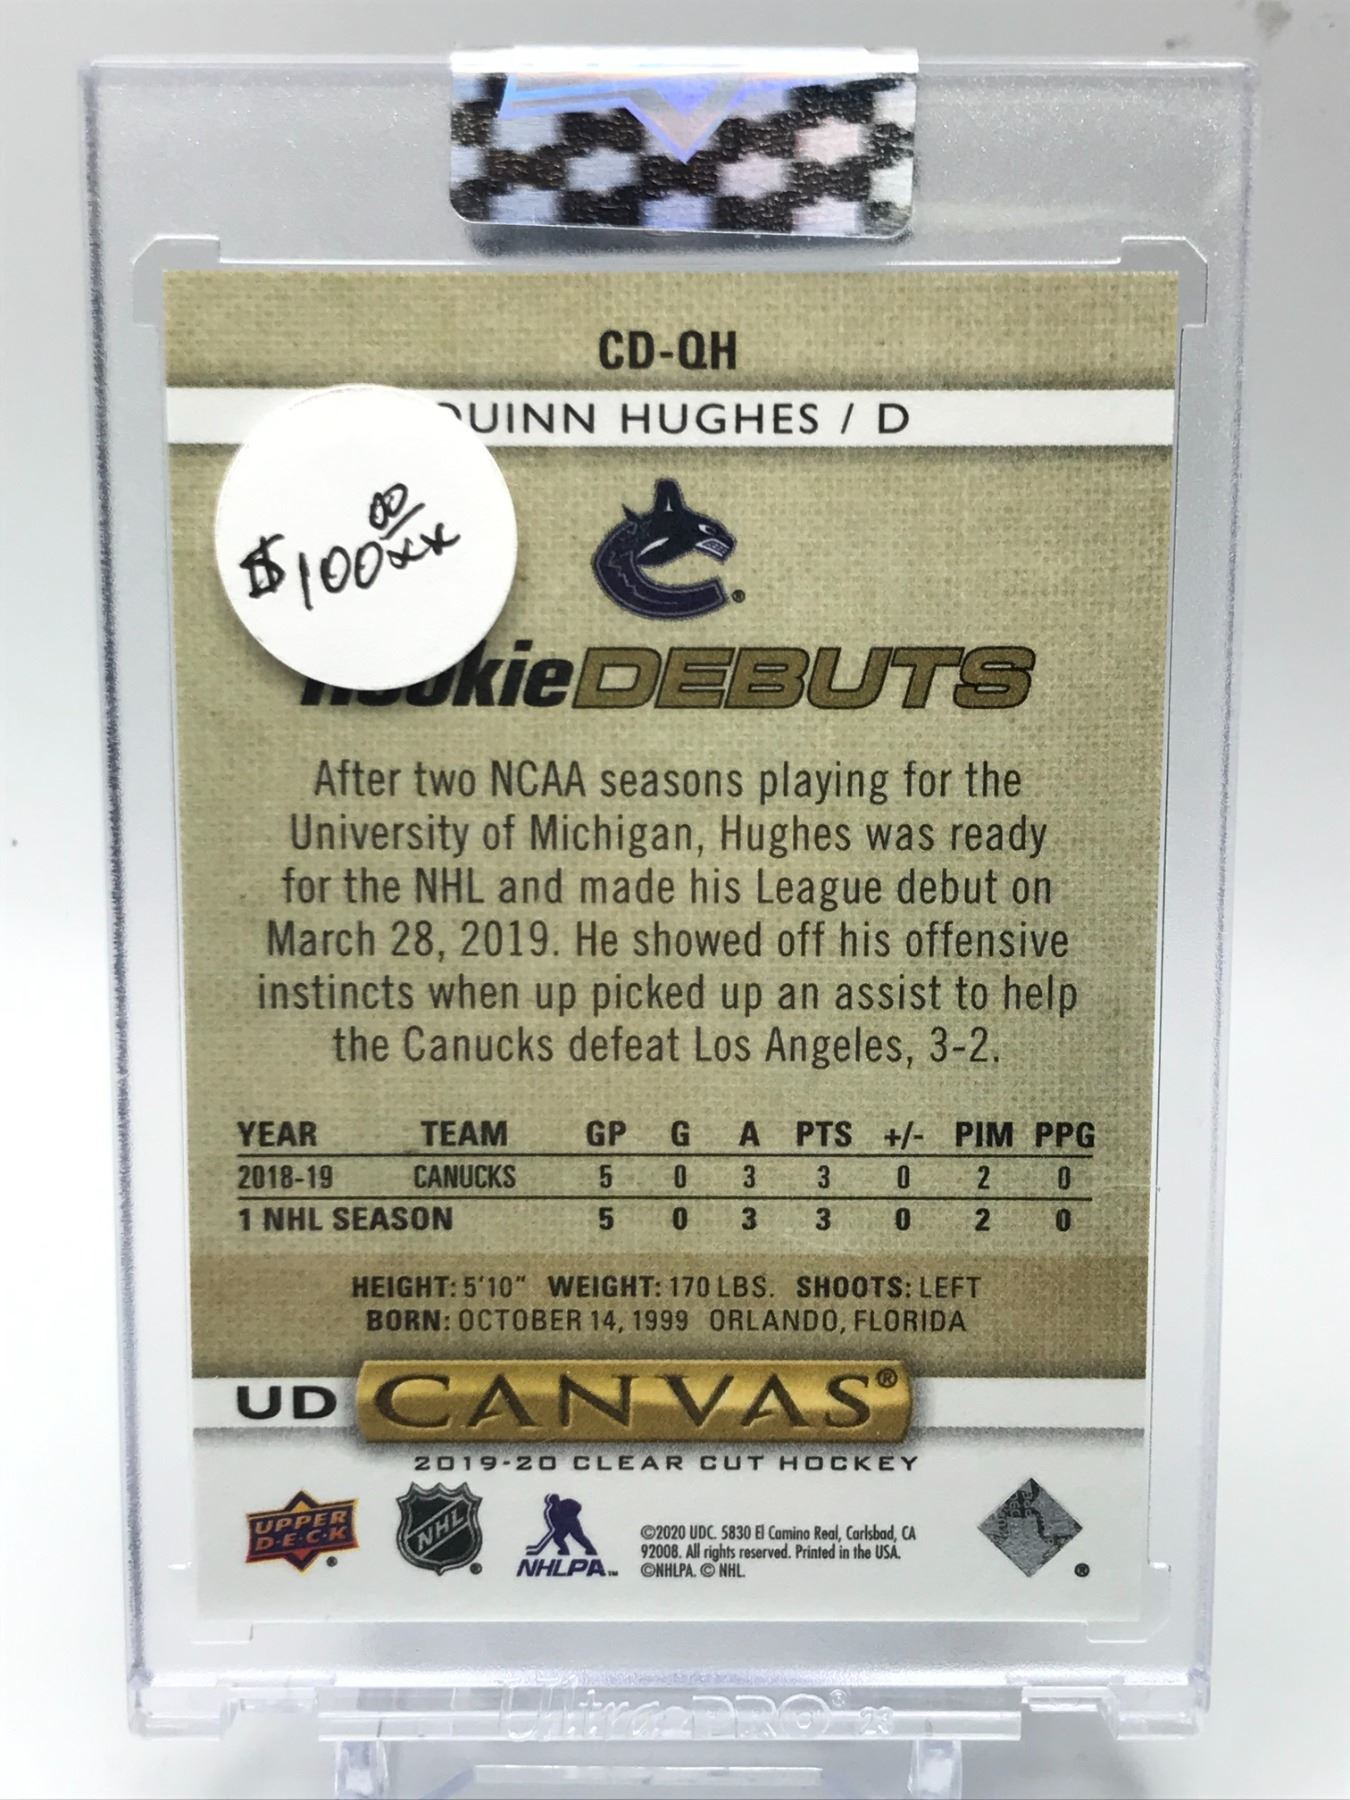 CD-QH
QUINN HUGHES / D
$100 00 xx
RookieDEBUTS
After two NCAA seasons playing for the
University of Michigan, Hughes was ready
for the NHL and made his League debut on
March 28, 2019. He showed off his offensive
instincts when up picked up an assist to help
the Canucks defeat Los Angeles, 3-2.
YEAR TEAM GP G A PTS +/- PIM PPG
2018-19 CANUCKS 5 0 3 3 0 2 0
1 NHL SEASON 5 0 3 3 0 2 0
HEIGHT: 5'10" WEIGHT: 170 LBS. SHOOTS: LEFT
BORN: OCTOBER 14, 1999 ORLANDO, FLORIDA
UD CANVAS®
2019-20 CLEAR CUT HOCKEY
UPPER
D·E·C·K ®
NHL ®
NHLPA™
©2020 UDC. 5830 El Camino Real, Carlsbad, CA
92008. All rights reserved. Printed in the USA.
©NHLPA. © NHL.
®
Ultra·PRO® 23